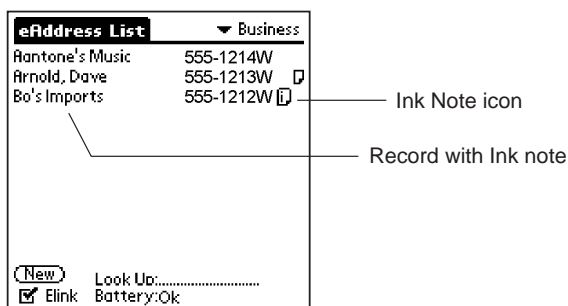 eAddress List Business
Aantone's Music 555-1214W
Arnold, Dave 555-1213W
Bo's Imports 555-1212W
Ink Note icon
Record with Ink note
New Look Up:
Elink Battery:Ok